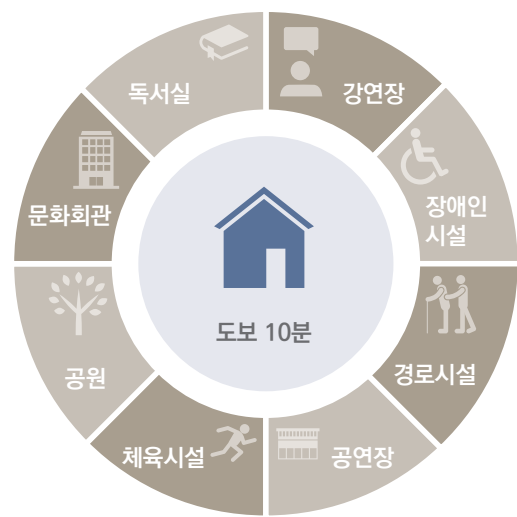 독서실
강연장
장애인
시설
경로시설
공연장
체육시설
공원
문화회관
도보 10분